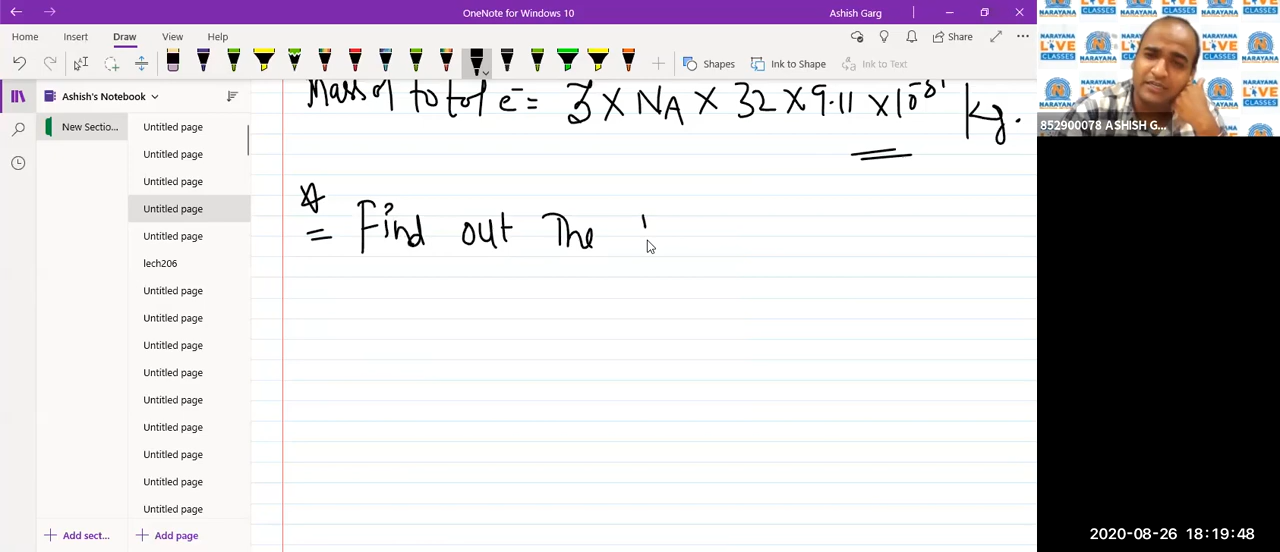 OneNote for Windows 10
Ashish Garg
Home Insert Draw View Help
Share
Shapes
Ink to Shape
Ink to Text
Ashish's Notebook
New Sectio...
Untitled page
Untitled page
Untitled page
Untitled page
Untitled page
lech206
Untitled page
Untitled page
Untitled page
Untitled page
Untitled page
Untitled page
Untitled page
Untitled page
Untitled page
Add sect...
Add page
Mass of total e⁻ = 3 × NA × 32 × 9.11 × 10⁻³¹ kg.
= Find out The
NARAYANA
LIVE
CLASSES
852900078 ASHISH G...
2020-08-26 18:19:48